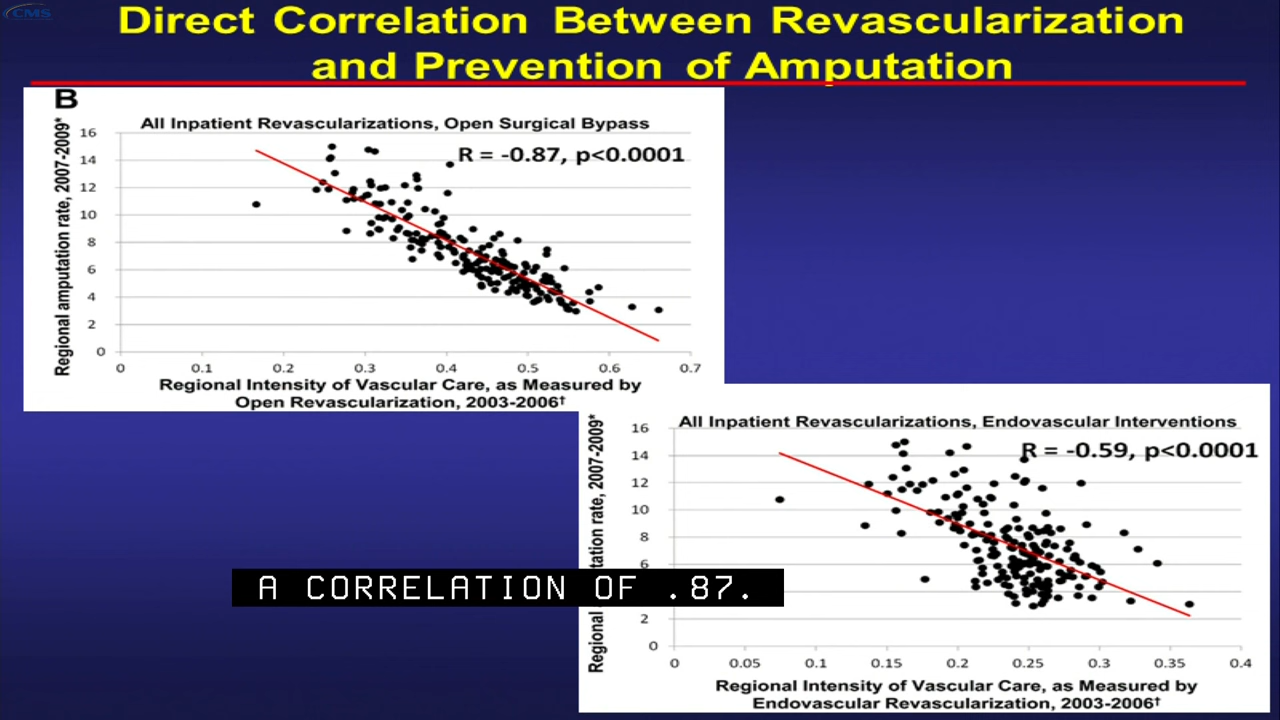 CMS
Direct Correlation Between Revascularization
and Prevention of Amputation
B
All Inpatient Revascularizations, Open Surgical Bypass
R = -0.87, p<0.0001
Regional amputation rate, 2007-2009*
16
14
12
10
8
6
4
2
0
0 0.1 0.2 0.3 0.4 0.5 0.6 0.7
Regional Intensity of Vascular Care, as Measured by
Open Revascularization, 2003-2006†
All Inpatient Revascularizations, Endovascular Interventions
R = -0.59, p<0.0001
Regional tation rate, 2007-2009*
16
14
12
10
8
6
2
0
0 0.05 0.1 0.15 0.2 0.25 0.3 0.35 0.4
Regional Intensity of Vascular Care, as Measured by
Endovascular Revascularization, 2003-2006†
A CORRELATION OF .87.